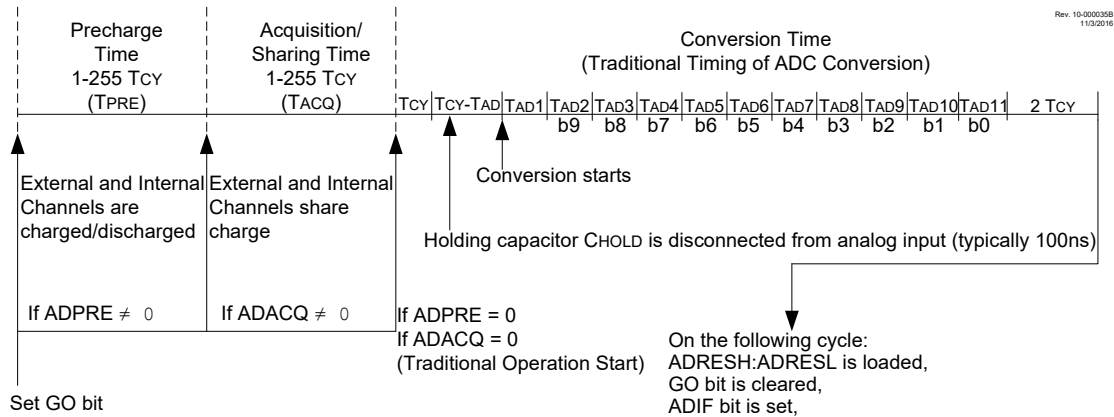 Rev. 10-000035B
11/3/2016
Precharge
Time
1-255 TCY
(TPRE)
Acquisition/
Sharing Time
1-255 TCY
(TACQ)
Conversion Time
(Traditional Timing of ADC Conversion)
TCY TCY-TAD TAD1 TAD2 TAD3 TAD4 TAD5 TAD6 TAD7 TAD8 TAD9 TAD10 TAD11 2 TCY
b9 b8 b7 b6 b5 b4 b3 b2 b1 b0
External and Internal
Channels are
charged/discharged
External and Internal
Channels share
charge
Conversion starts
Holding capacitor CHOLD is disconnected from analog input (typically 100ns)
If ADPRE ≠ 0
If ADACQ ≠ 0
If ADPRE = 0
If ADACQ = 0
(Traditional Operation Start)
On the following cycle:
ADRESH:ADRESL is loaded,
GO bit is cleared,
ADIF bit is set,
Set GO bit